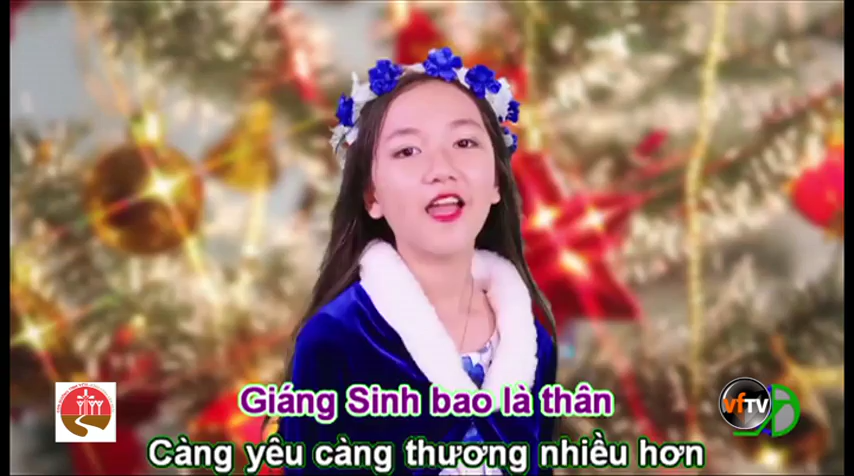 Giáng Sinh bao là thân
Càng yêu càng thương nhiều hơn
vfTV